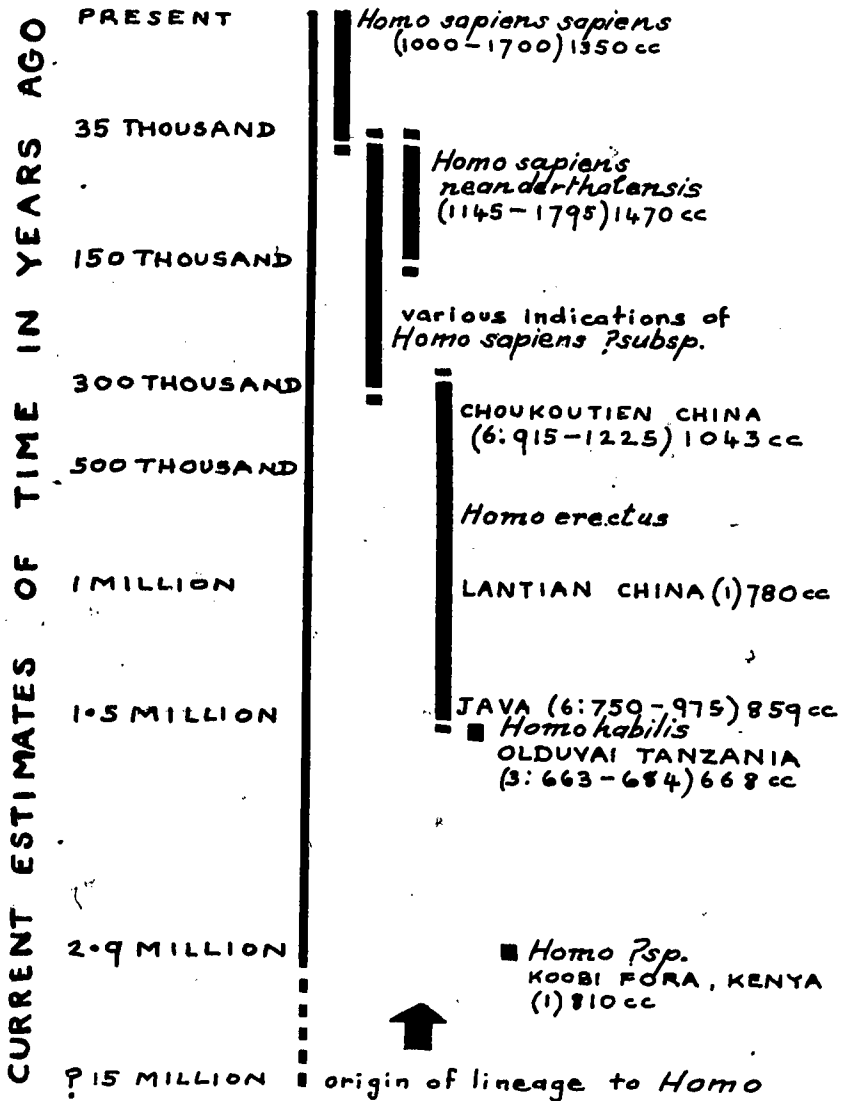 CURRENT ESTIMATES OF TIME IN YEARS AGO
PRESENT
Homo sapiens sapiens
(1000-1700) 1350 cc
35 THOUSAND
Homo sapiens
neanderthalensis
(1145-1795) 1470 cc
150 THOUSAND
various indications of
Homo sapiens ?subsp.
300 THOUSAND
CHOUKOUTIEN CHINA
(6: 915-1225) 1043 cc
500 THOUSAND
Homo erectus
1 MILLION
LANTIAN CHINA (1) 780 cc
1·5 MILLION
JAVA (6: 750-975) 859 cc
Homo habilis
OLDUVAI TANZANIA
(3: 663-684) 668 cc
2·9 MILLION
Homo ?sp.
KOOBI FORA, KENYA
(1) 810 cc
? 15 MILLION
origin of lineage to Homo